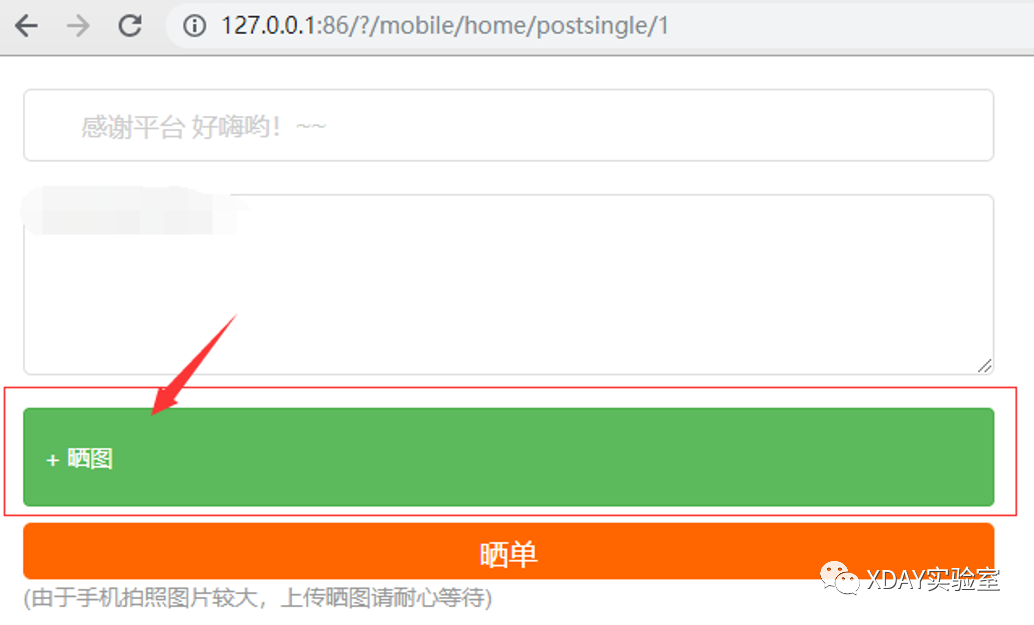 127.0.0.1:86/?/mobile/home/postsingle/1
感谢平台 好嗨哟！~~
+ 晒图
晒单
(由于手机拍照图片较大，上传晒图请耐心等待)
XDAY实验室